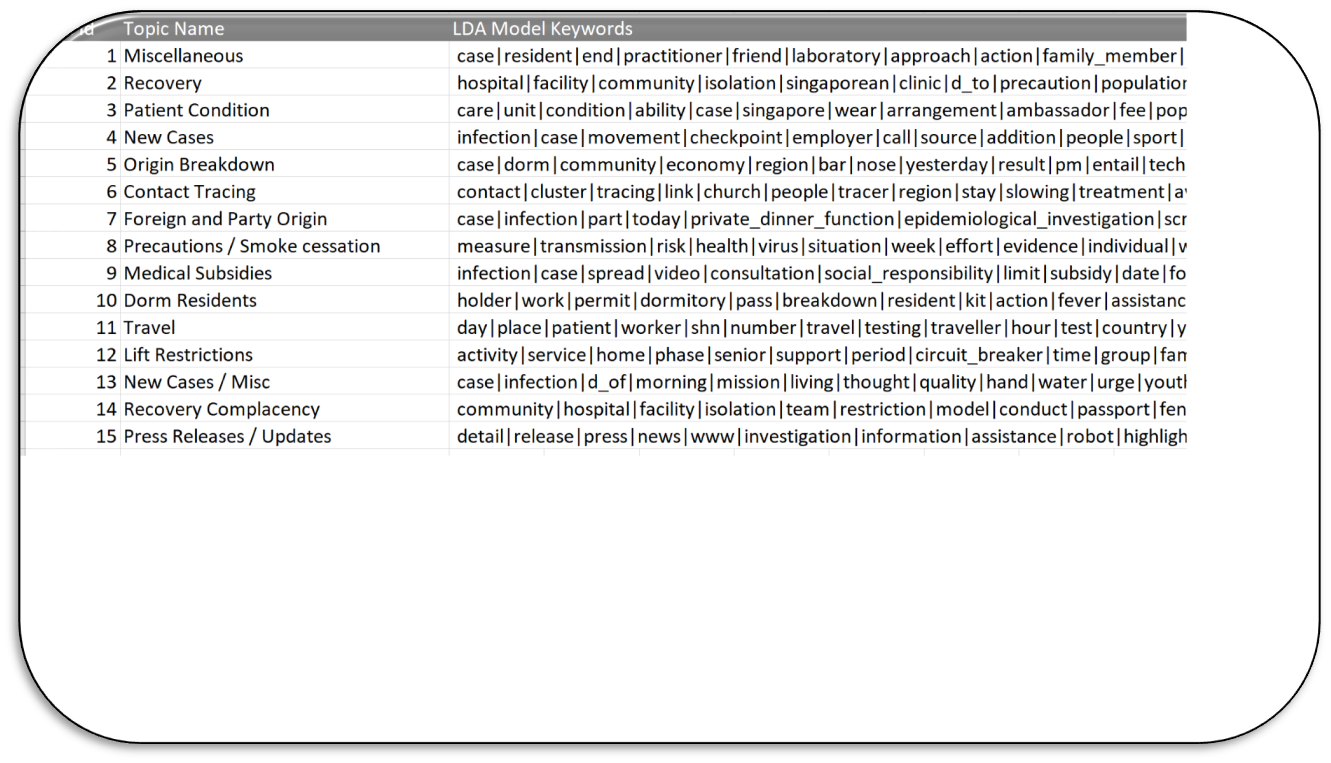 d Topic Name LDA Model Keywords
1 Miscellaneous case|resident|end|practitioner|friend|laboratory|approach|action|family_member|
2 Recovery hospital|facility|community|isolation|singaporean|clinic|d_to|precaution|population
3 Patient Condition care|unit|condition|ability|case|singapore|wear|arrangement|ambassador|fee|pop
4 New Cases infection|case|movement|checkpoint|employer|call|source|addition|people|sport|
5 Origin Breakdown case|dorm|community|economy|region|bar|nose|yesterday|result|pm|entail|tech
6 Contact Tracing contact|cluster|tracing|link|church|people|tracer|region|stay|slowing|treatment|
7 Foreign and Party Origin case|infection|part|today|private_dinner_function|epidemiological_investigation|scr
8 Precautions / Smoke cessation measure|transmission|risk|health|virus|situation|week|effort|evidence|individual|
9 Medical Subsidies infection|case|spread|video|consultation|social_responsibility|limit|subsidy|date|fo
10 Dorm Residents holder|work|permit|dormitory|pass|breakdown|resident|kit|action|fever|assistanc
11 Travel day|place|patient|worker|shn|number|travel|testing|traveller|hour|test|country|y
12 Lift Restrictions activity|service|home|phase|senior|support|period|circuit_breaker|time|group|fam
13 New Cases / Misc case|infection|d_of|morning|mission|living|thought|quality|hand|water|urge|youth
14 Recovery Complacency community|hospital|facility|isolation|team|restriction|model|conduct|passport|fen
15 Press Releases / Updates detail|release|press|news|www|investigation|information|assistance|robot|highligh